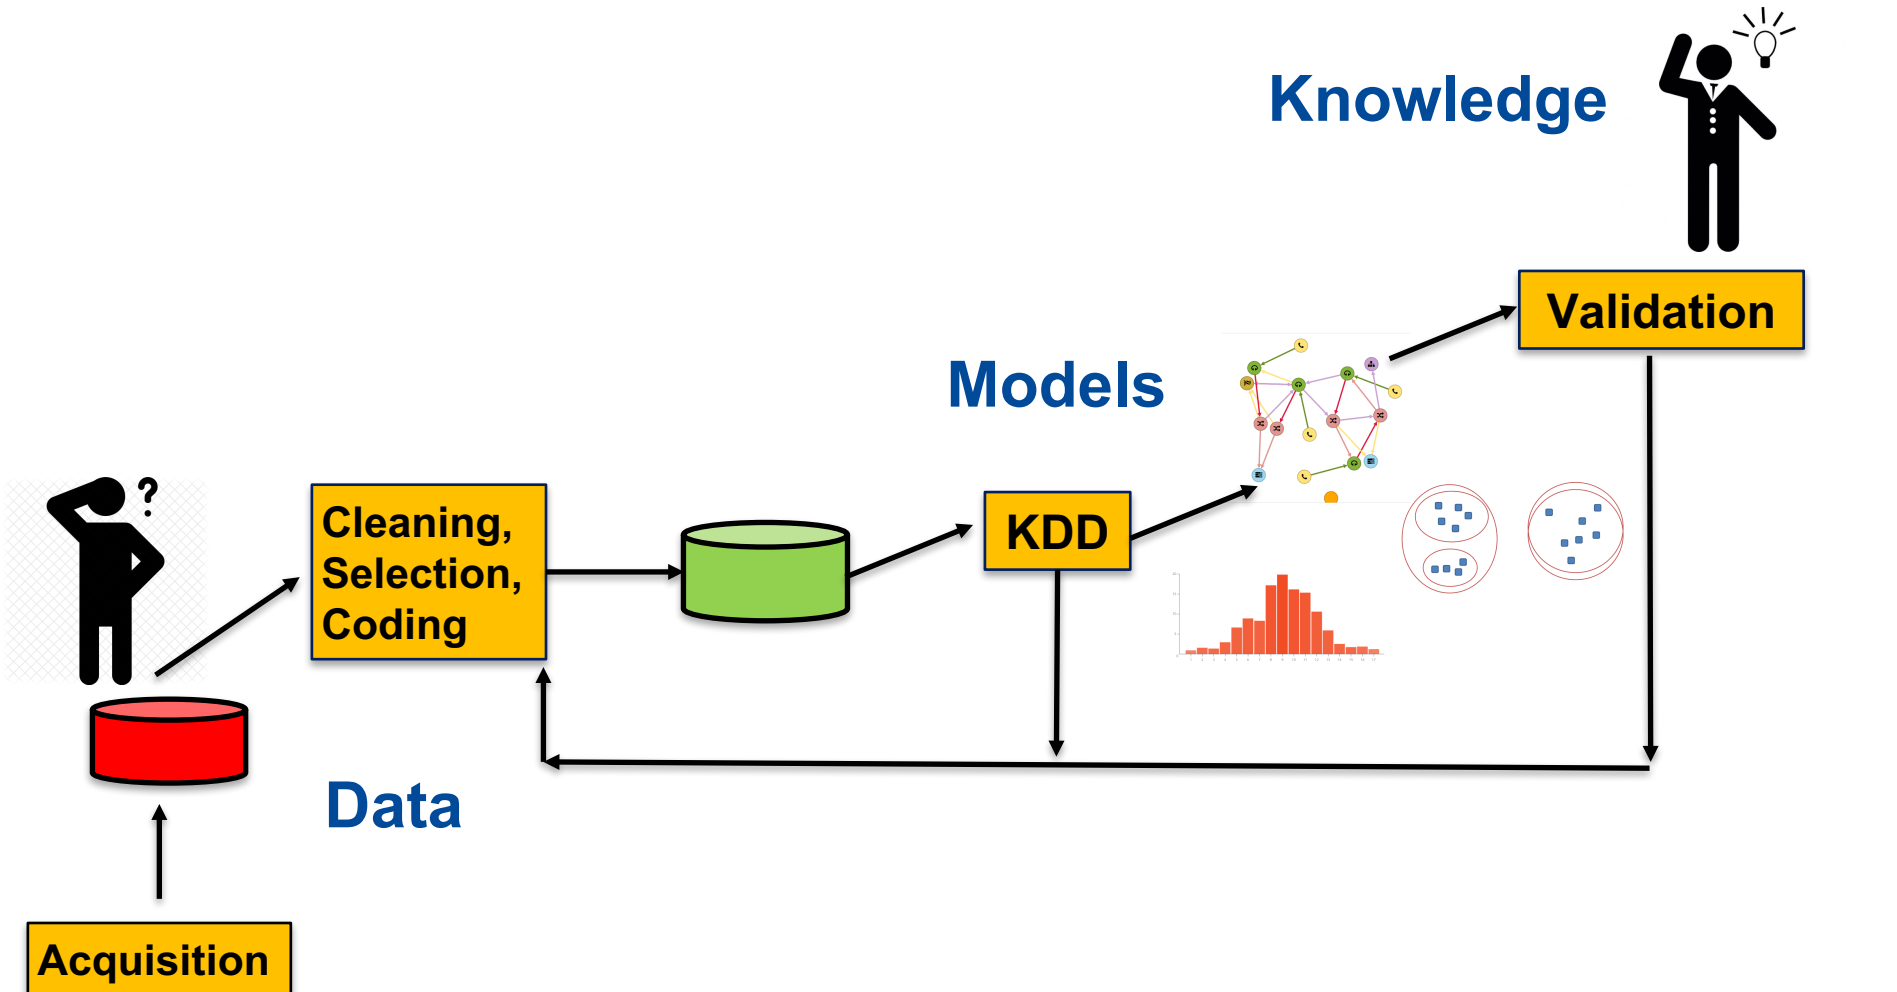 Knowledge
Validation
Models
?
Cleaning,
Selection,
Coding
KDD
Data
Acquisition